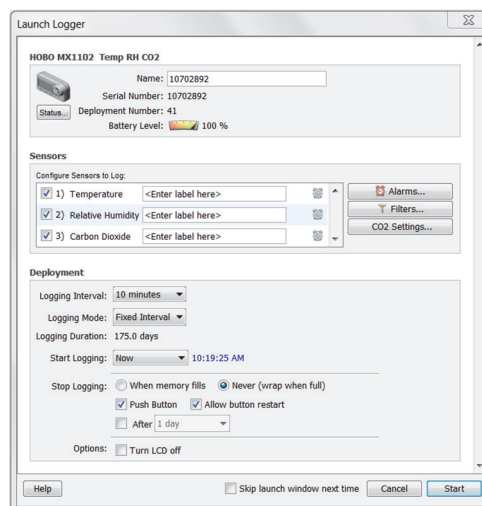 Launch Logger
HOBO MX1102 Temp RH CO2
Name: 10702892
Serial Number: 10702892
Status... Deployment Number: 41
Battery Level: 100 %
Sensors
Configure Sensors to Log:
1) Temperature <Enter label here> Alarms...
2) Relative Humidity <Enter label here> Filters...
3) Carbon Dioxide <Enter label here> CO2 Settings...
Deployment
Logging Interval: 10 minutes
Logging Mode: Fixed Interval
Logging Duration: 175.0 days
Start Logging: Now 10:19:25 AM
Stop Logging: When memory fills Never (wrap when full)
Push Button Allow button restart
After 1 day
Options: Turn LCD off
Help Skip launch window next time Cancel Start